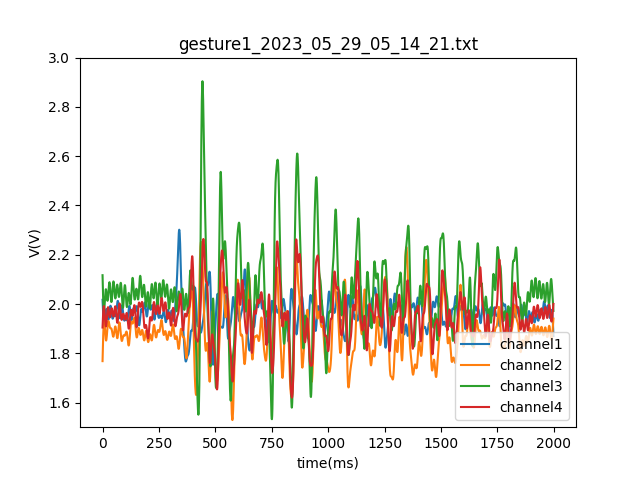 gesture1_2023_05_29_05_14_21.txt
3.0
2.8
2.6
2.4
2.2
2.0
1.8
1.6
V(V)
channel1
channel2
channel3
channel4
0 250 500 750 1000 1250 1500 1750 2000
time(ms)